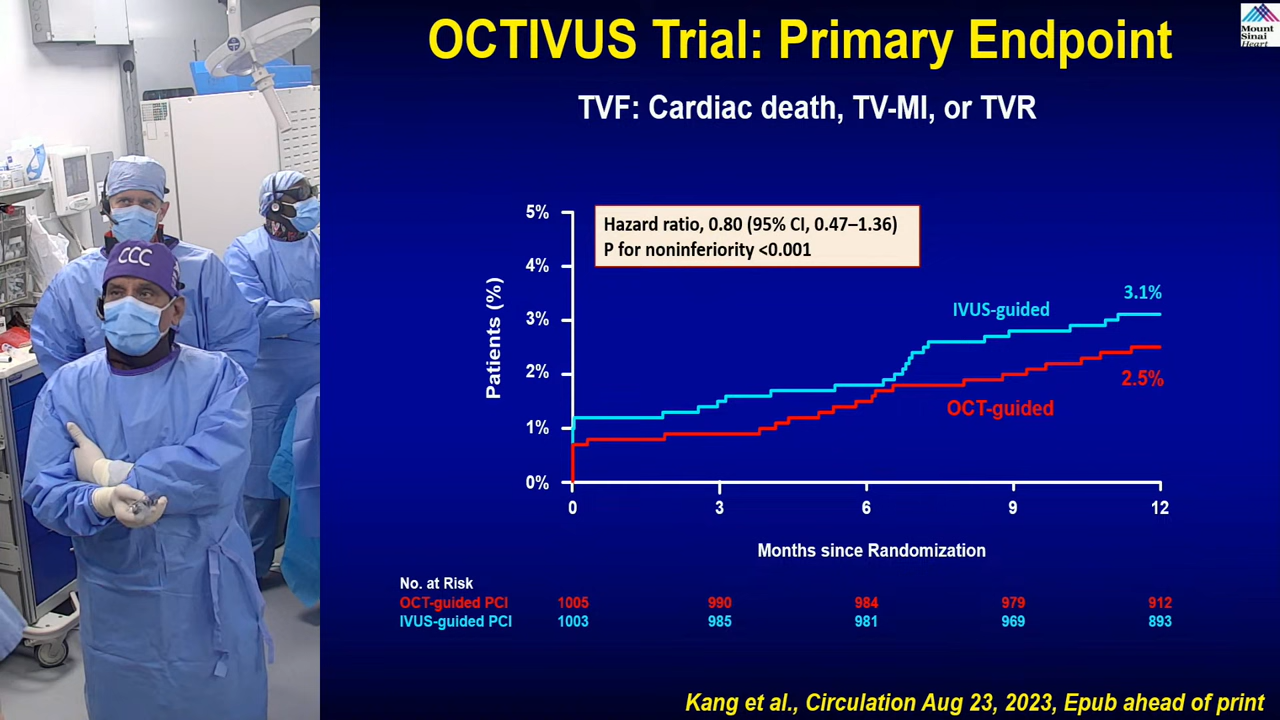 OCTIVUS Trial: Primary Endpoint
Mount
Sinai
Heart
TVF: Cardiac death, TV-MI, or TVR
CCC
Hazard ratio, 0.80 (95% CI, 0.47–1.36)
P for noninferiority <0.001
5%
4%
3%
2%
1%
0%
Patients (%)
IVUS-guided
3.1%
2.5%
OCT-guided
0 3 6 9 12
Months since Randomization
No. at Risk
OCT-guided PCI 1005 990 984 979 912
IVUS-guided PCI 1003 985 981 969 893
Kang et al., Circulation Aug 23, 2023, Epub ahead of print